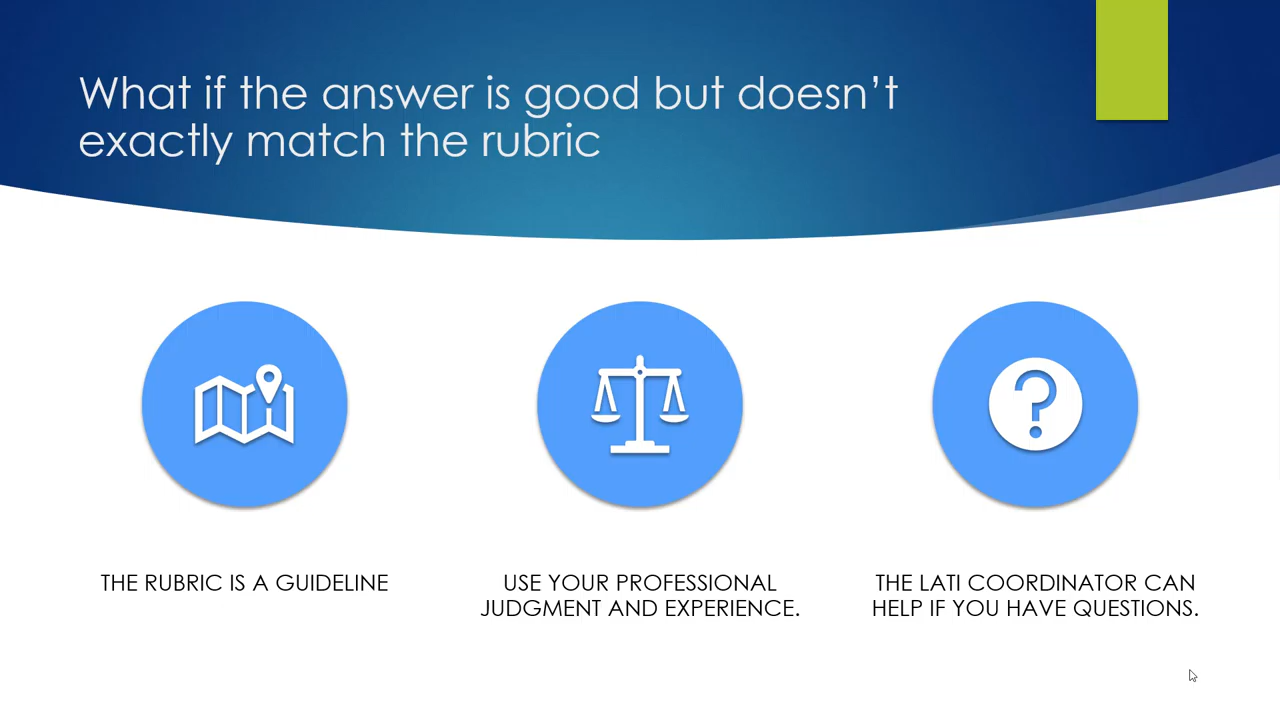 What if the answer is good but doesn’t
exactly match the rubric
THE RUBRIC IS A GUIDELINE
USE YOUR PROFESSIONAL
JUDGMENT AND EXPERIENCE.
THE LATI COORDINATOR CAN
HELP IF YOU HAVE QUESTIONS.